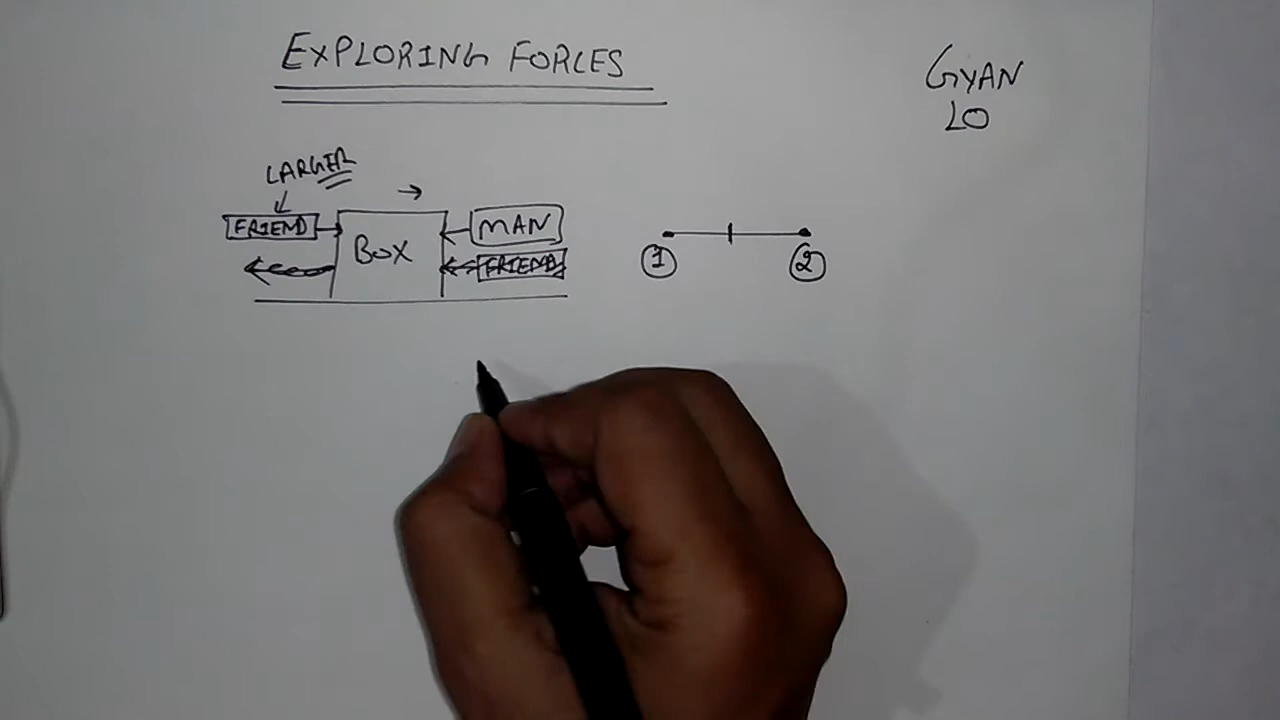 EXPLORING FORCES
GYAN
LO
LARGER
FRIEND
BOX
MAN
FRIEND
1
2